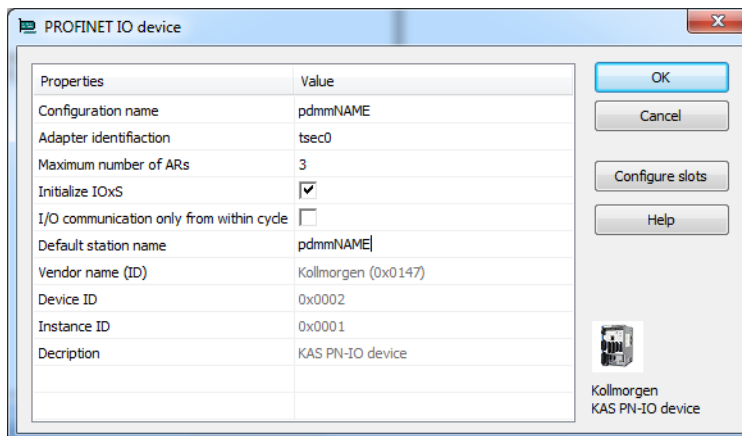 PROFINET IO device
Properties Value
Configuration name pdmmNAME
Adapter identifiaction tsec0
Maximum number of ARs 3
Initialize IOxS
I/O communication only from within cycle
Default station name pdmmNAME
Vendor name (ID) Kollmorgen (0x0147)
Device ID 0x0002
Instance ID 0x0001
Decription KAS PN-IO device
OK
Cancel
Configure slots
Help
Kollmorgen
KAS PN-IO device